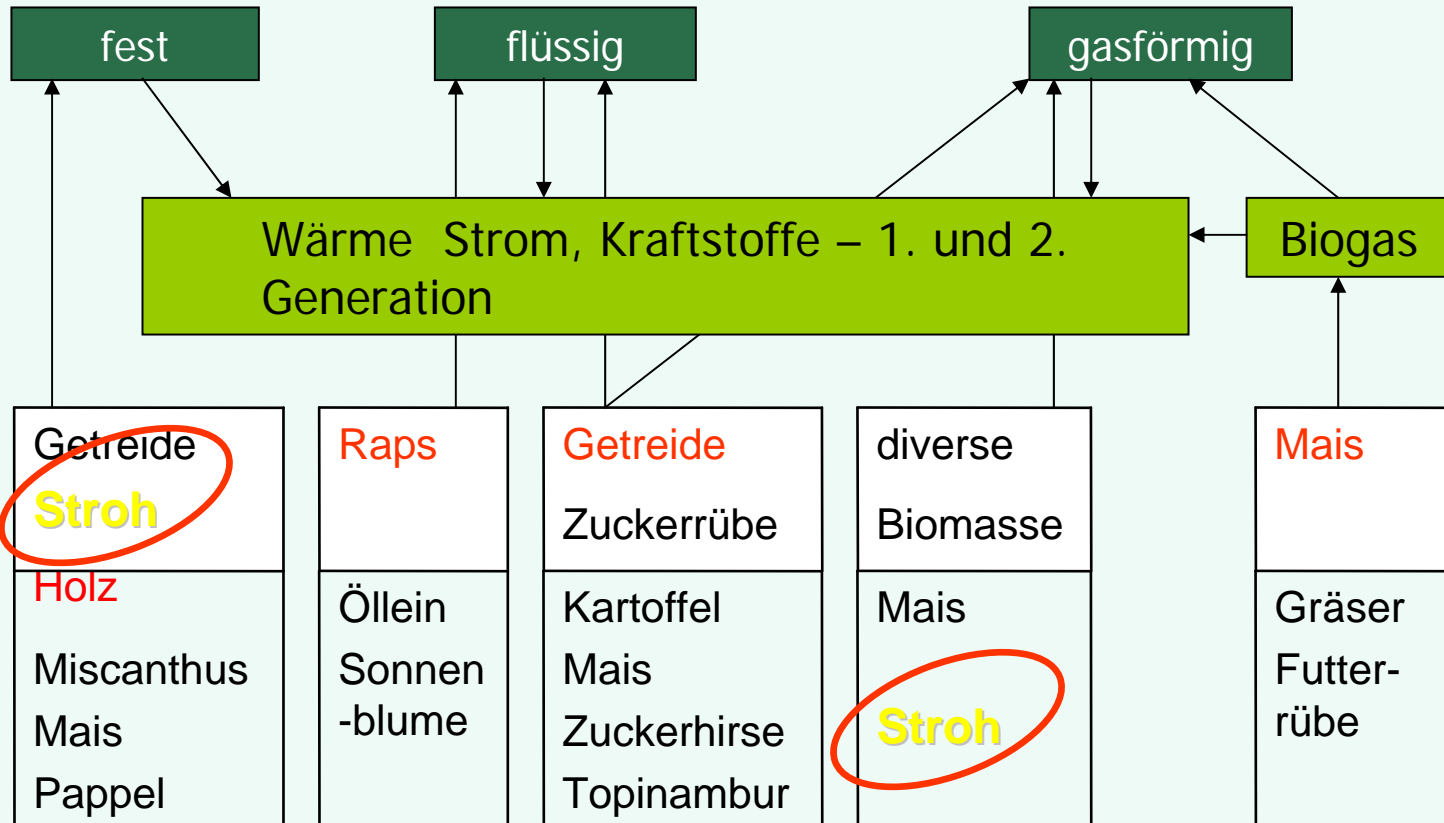 fest
flüssig
gasförmig
Wärme Strom, Kraftstoffe – 1. und 2.
Generation
Biogas
Getreide
Stroh
Holz
Miscanthus
Mais
Pappel
Raps
Öllein
Sonnen
-blume
Getreide
Zuckerrübe
Kartoffel
Mais
Zuckerhirse
Topinambur
diverse
Biomasse
Mais
Stroh
Mais
Gräser
Futter-
rübe